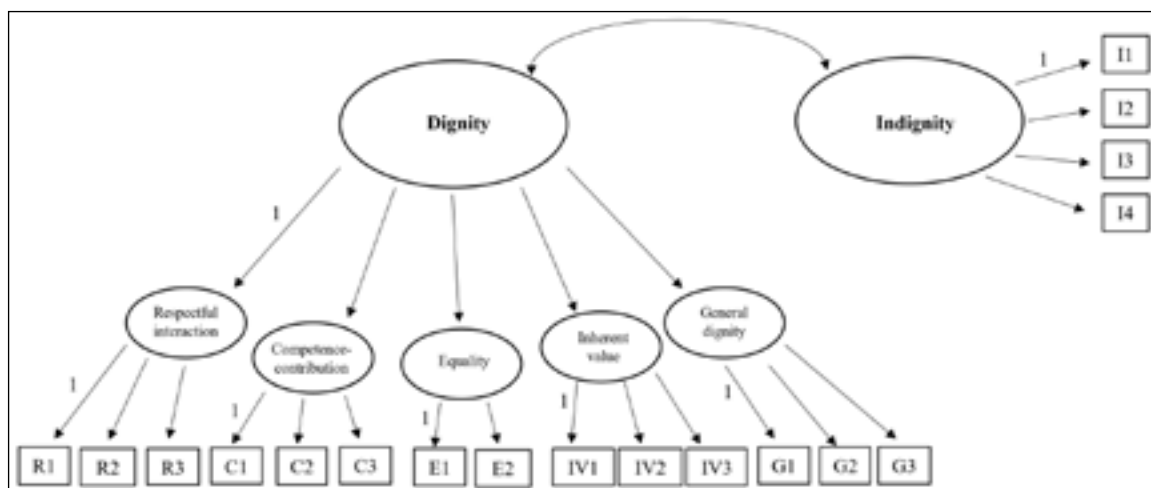 Dignity
Indignity
1
I1
I2
I3
I4
1
Respectful
interaction
Competence-
contribution
Equality
Inherent
value
General
dignity
1
1
1
1
1
R1
R2
R3
C1
C2
C3
E1
E2
IV1
IV2
IV3
G1
G2
G3